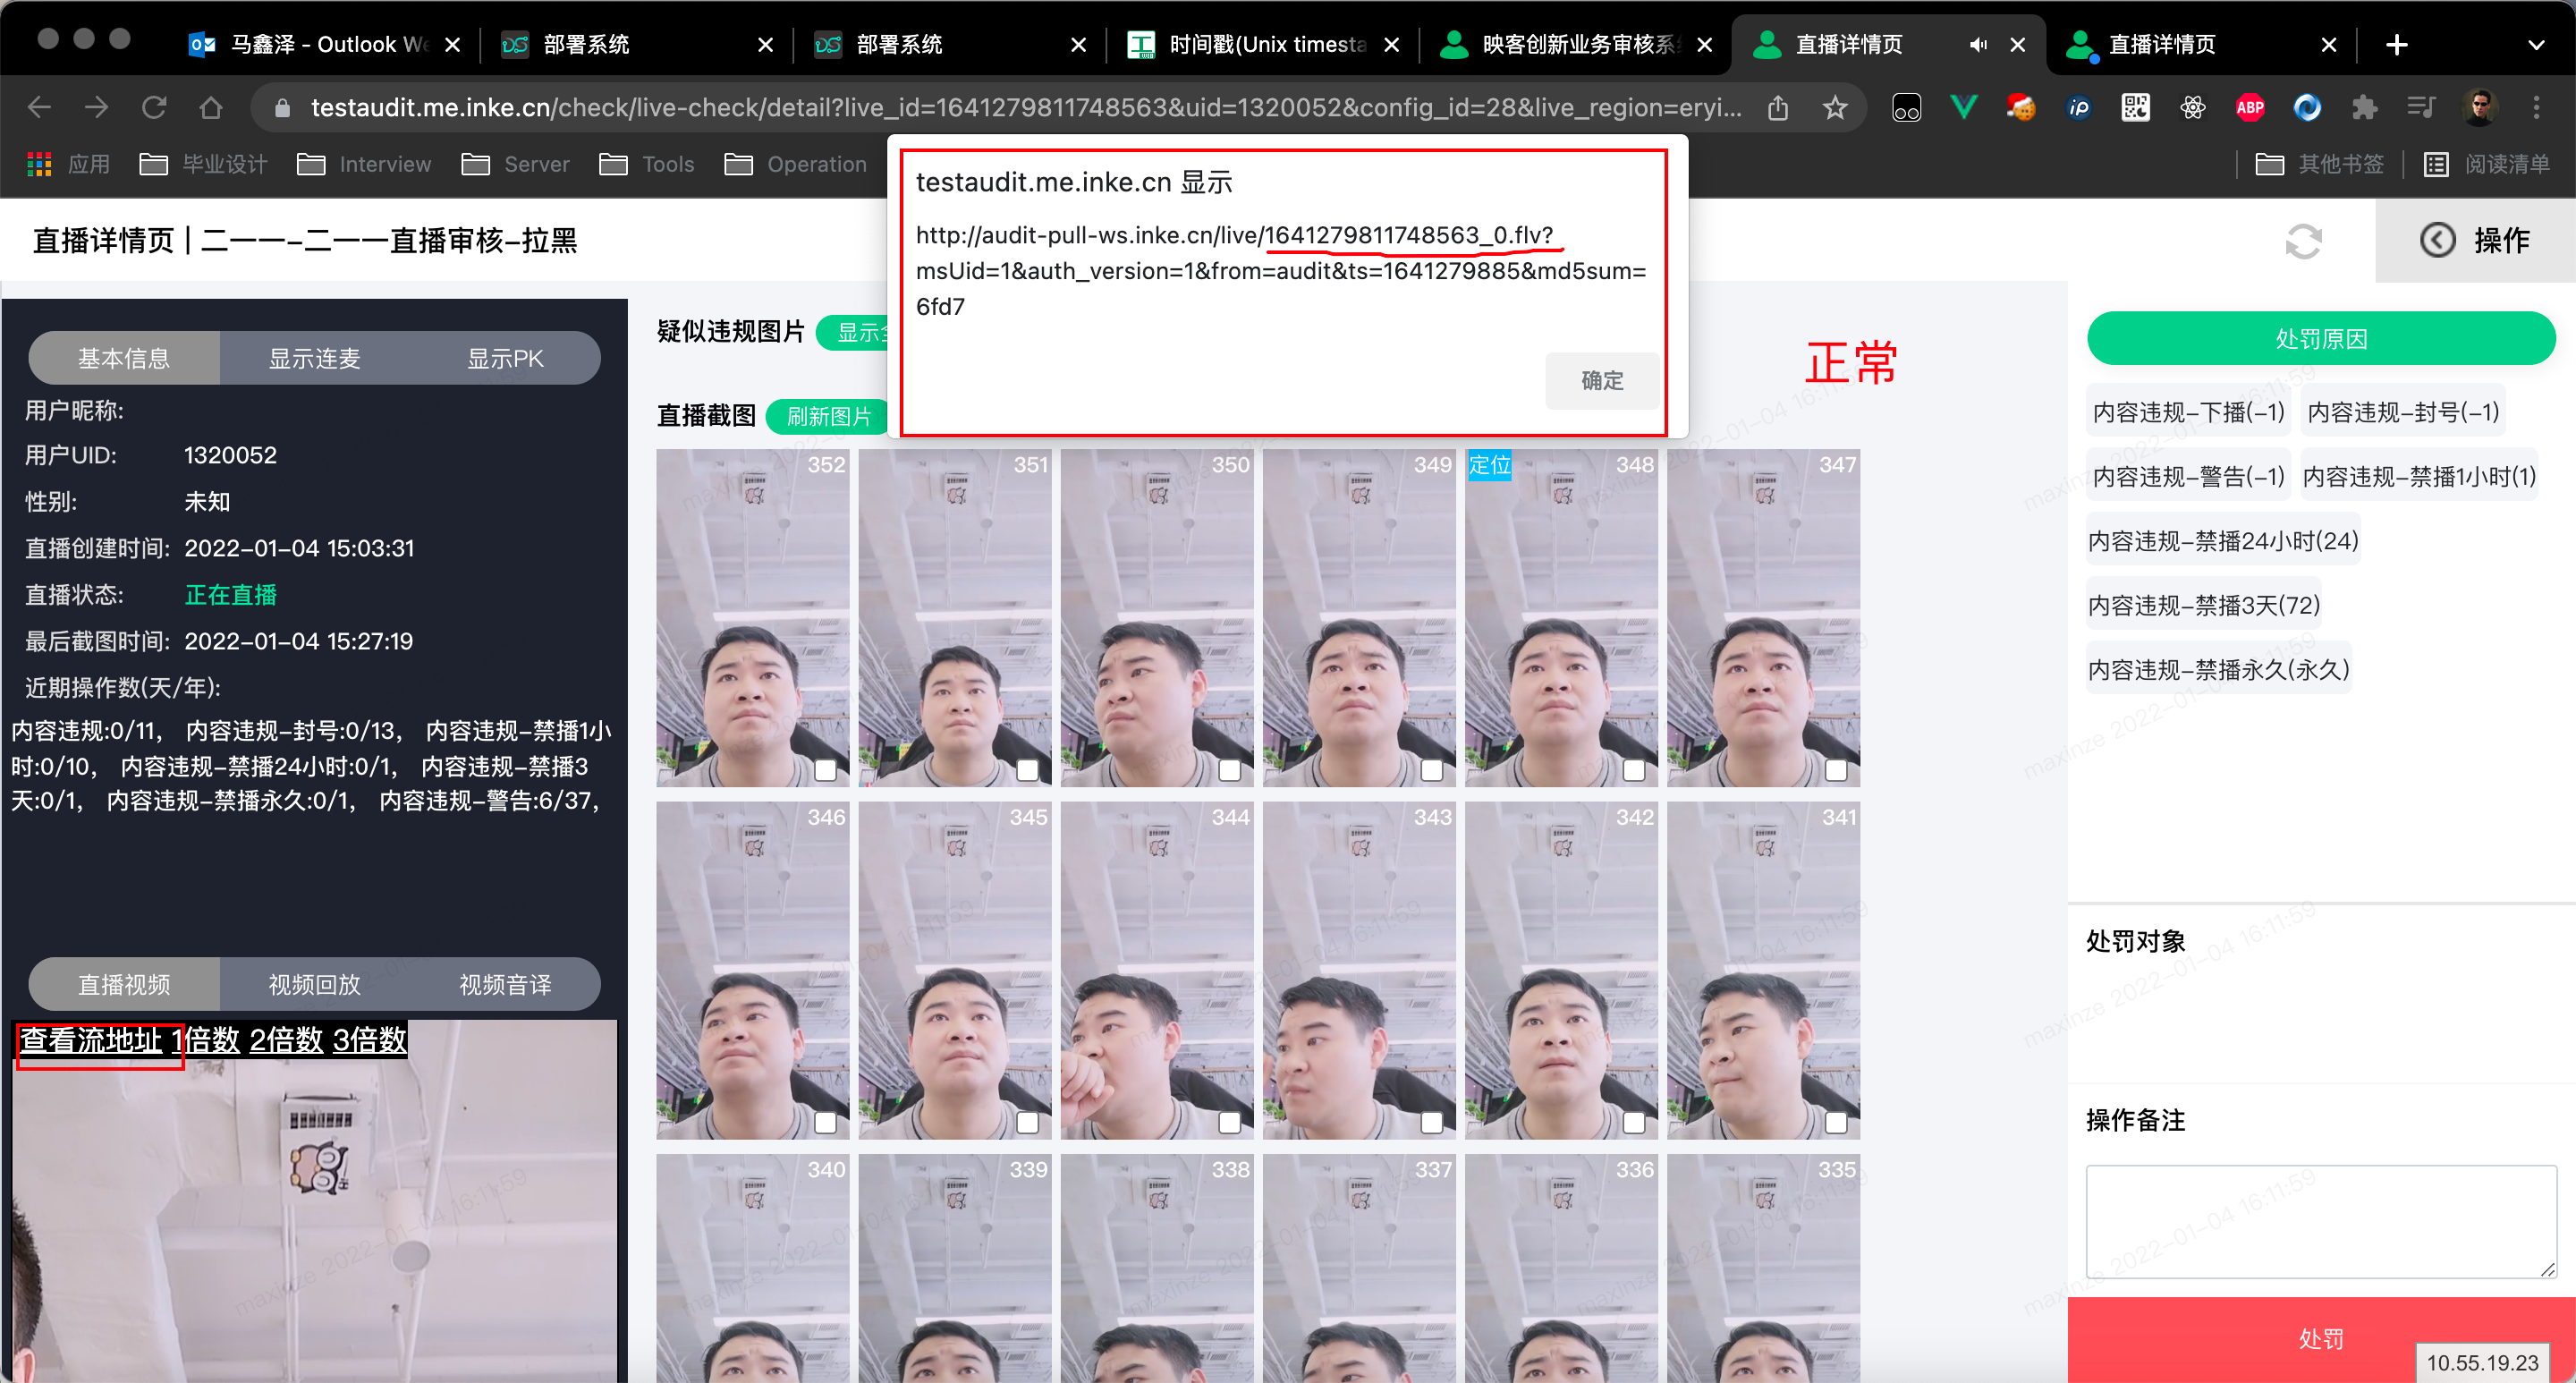 马鑫泽 - Outlook We
部署系统
部署系统
时间戳(Unix timesta
映客创新业务审核系
直播详情页
直播详情页
testaudit.me.inke.cn/check/live-check/detail?live_id=1641279811748563&uid=1320052&config_id=28&live_region=eryi...
应用
毕业设计
Interview
Server
Tools
Operation
其他书签
阅读清单
testaudit.me.inke.cn 显示
http://audit-pull-ws.inke.cn/live/1641279811748563_0.flv?
msUid=1&auth_version=1&from=audit&ts=1641279885&md5sum=
6fd7
确定
直播详情页 | 二一一-二一一直播审核-拉黑
操作
基本信息
显示连麦
显示PK
用户昵称:
用户UID: 1320052
性别: 未知
直播创建时间: 2022-01-04 15:03:31
直播状态: 正在直播
最后截图时间: 2022-01-04 15:27:19
近期操作数(天/年):
内容违规:0/11, 内容违规-封号:0/13, 内容违规-禁播1小
时:0/10, 内容违规-禁播24小时:0/1, 内容违规-禁播3
天:0/1, 内容违规-禁播永久:0/1, 内容违规-警告:6/37,
直播视频
视频回放
视频音译
查看流地址 1倍数 2倍数 3倍数
疑似违规图片
显示全
正常
直播截图
刷新图片
352
351
350
349
定位
348
347
346
345
344
343
342
341
340
339
338
337
336
335
处罚原因
内容违规-下播(-1)
内容违规-封号(-1)
内容违规-警告(-1)
内容违规-禁播1小时(1)
内容违规-禁播24小时(24)
内容违规-禁播3天(72)
内容违规-禁播永久(永久)
处罚对象
操作备注
处罚
10.55.19.23
maxinze 2022-01-04 16:11:59